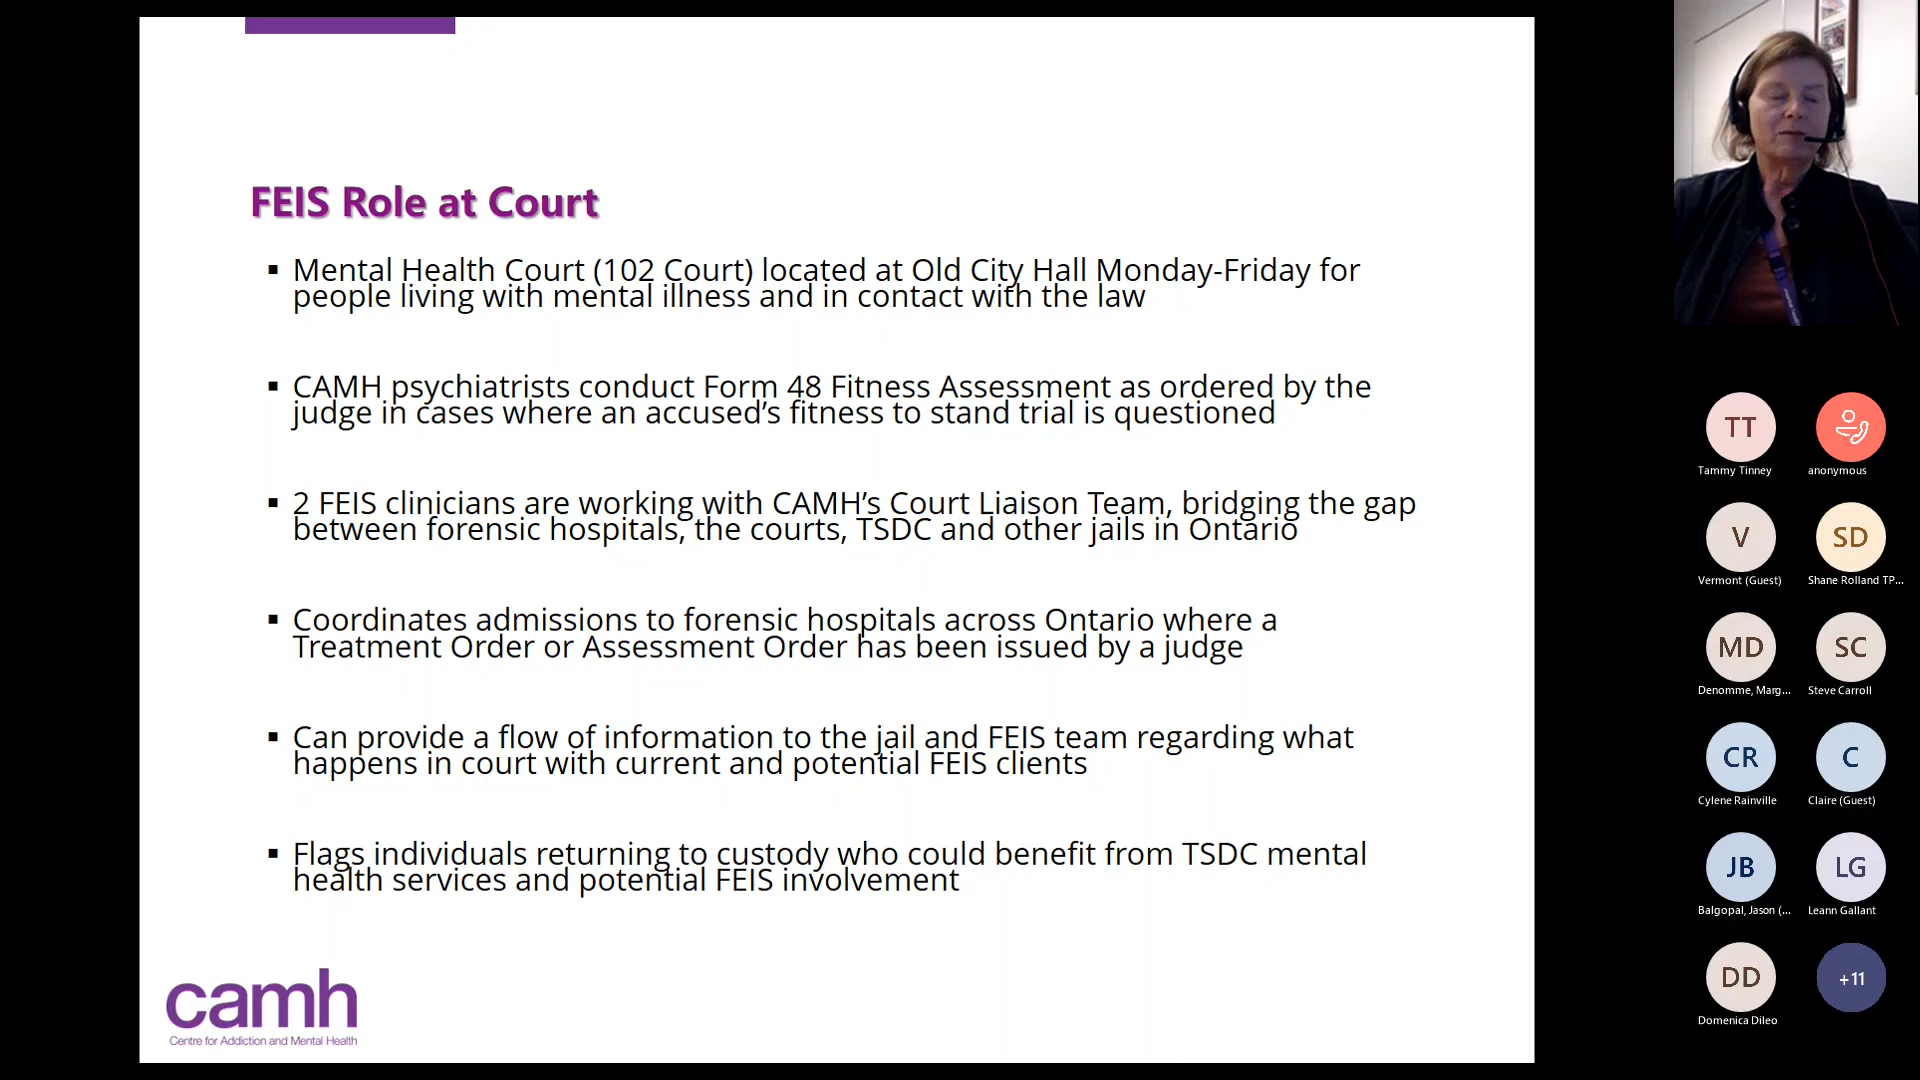 FEIS Role at Court
▪ Mental Health Court (102 Court) located at Old City Hall Monday-Friday for
people living with mental illness and in contact with the law
▪ CAMH psychiatrists conduct Form 48 Fitness Assessment as ordered by the
judge in cases where an accused’s fitness to stand trial is questioned
▪ 2 FEIS clinicians are working with CAMH’s Court Liaison Team, bridging the gap
between forensic hospitals, the courts, TSDC and other jails in Ontario
▪ Coordinates admissions to forensic hospitals across Ontario where a
Treatment Order or Assessment Order has been issued by a judge
▪ Can provide a flow of information to the jail and FEIS team regarding what
happens in court with current and potential FEIS clients
▪ Flags individuals returning to custody who could benefit from TSDC mental
health services and potential FEIS involvement
camh
Centre for Addiction and Mental Health
TT
Tammy Tinney
anonymous
V
Vermont (Guest)
SD
Shane Rolland TP...
MD
Denomme, Marg...
SC
Steve Carroll
CR
Cylene Rainville
C
Claire (Guest)
JB
Balgopal, Jason (...
LG
Leann Gallant
DD
Domenica Dileo
+11